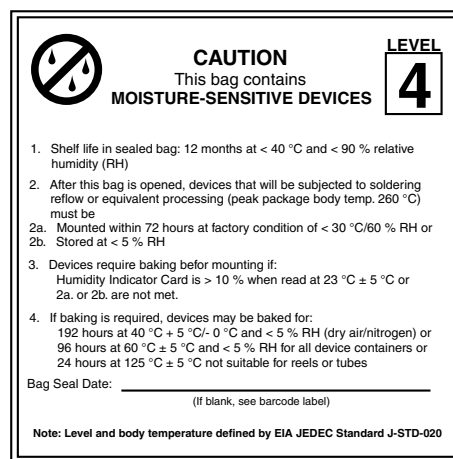 CAUTION
This bag contains
MOISTURE-SENSITIVE DEVICES
LEVEL
4
1. Shelf life in sealed bag: 12 months at < 40 °C and < 90 % relative
humidity (RH)
2. After this bag is opened, devices that will be subjected to soldering
reflow or equivalent processing (peak package body temp. 260 °C)
must be
2a. Mounted within 72 hours at factory condition of < 30 °C/60 % RH or
2b. Stored at < 5 % RH
3. Devices require baking befor mounting if:
Humidity Indicator Card is > 10 % when read at 23 °C ± 5 °C or
2a. or 2b. are not met.
4. If baking is required, devices may be baked for:
192 hours at 40 °C + 5 °C/- 0 °C and < 5 % RH (dry air/nitrogen) or
96 hours at 60 °C ± 5 °C and < 5 % RH for all device containers or
24 hours at 125 °C ± 5 °C not suitable for reels or tubes
Bag Seal Date:
(If blank, see barcode label)
Note: Level and body temperature defined by EIA JEDEC Standard J-STD-020